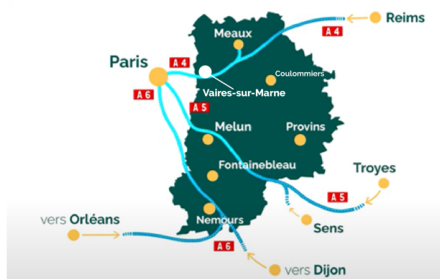 Reims
A 4
Meaux
A 4
Paris
Coulommiers
A 6
Vaires-sur-Marne
A 5
Melun
Provins
Fontainebleau
Troyes
A 5
vers Orléans
Nemours
Sens
A 6
vers Dijon